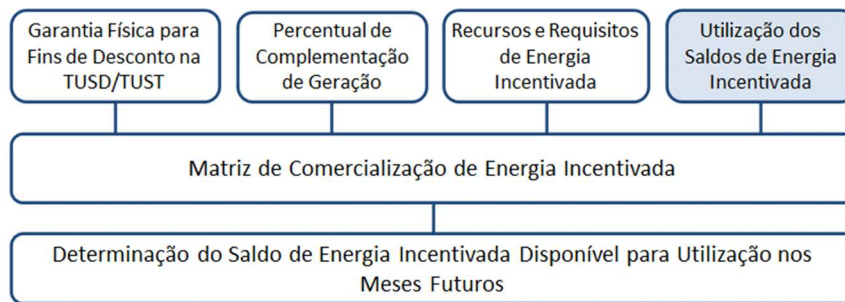 Garantia Física para
Fins de Desconto na
TUSD/TUST
Percentual de
Complementação
de Geração
Recursos e Requisitos
de Energia
Incentivada
Utilização dos
Saldos de Energia
Incentivada
Matriz de Comercialização de Energia Incentivada
Determinação do Saldo de Energia Incentivada Disponível para Utilização nos
Meses Futuros